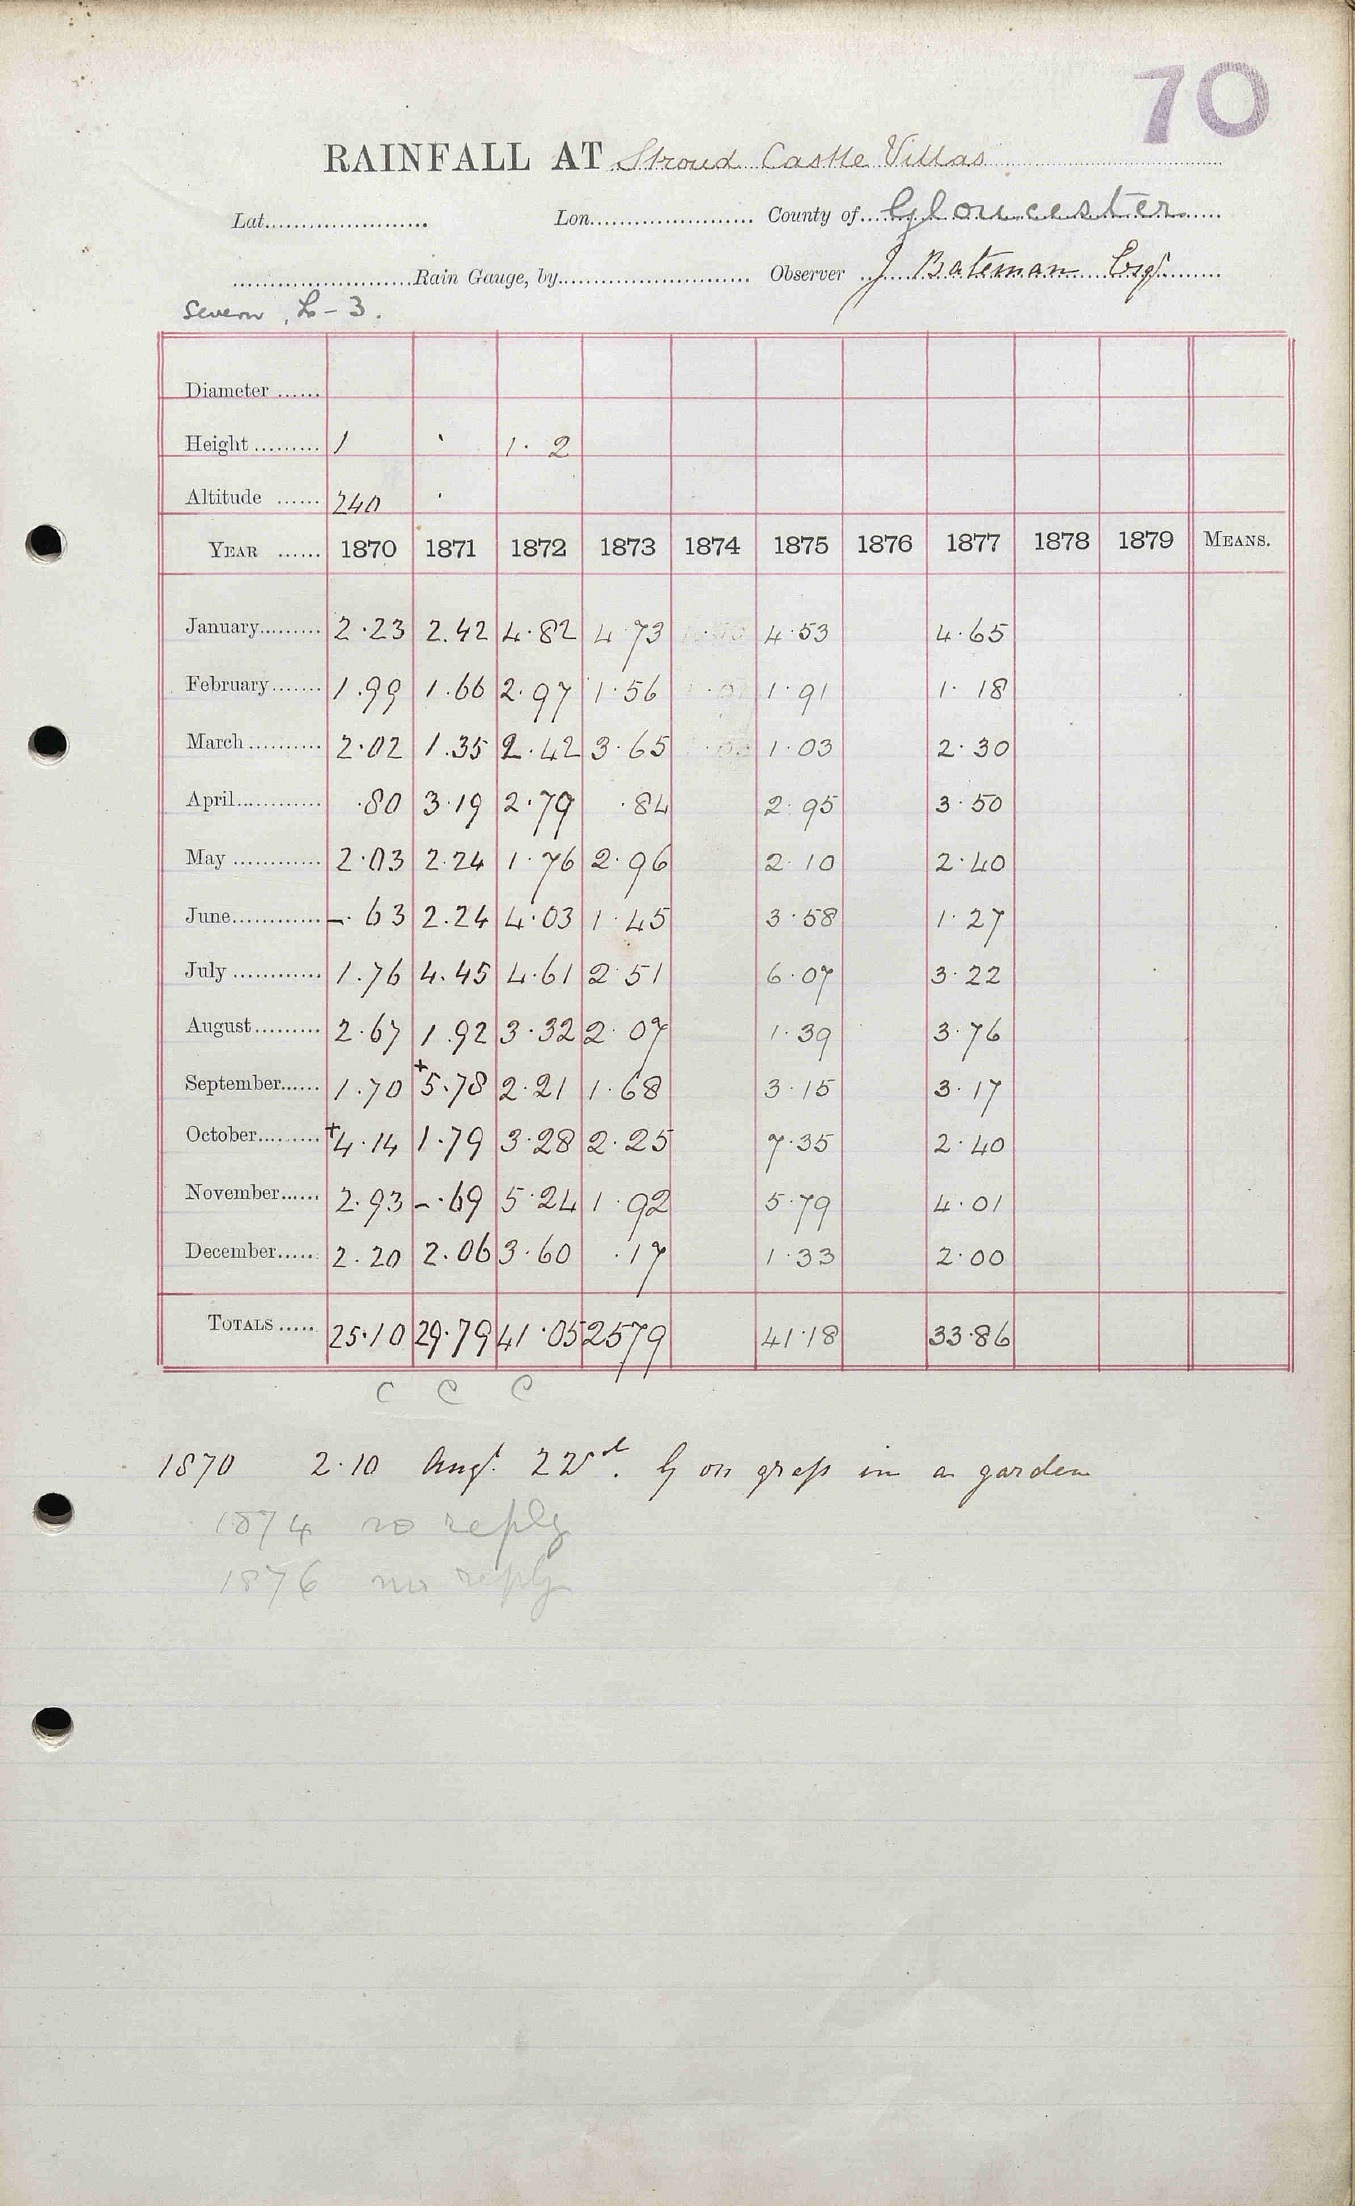 70
RAINFALL AT Stroud Castle Villas
Lat...................... Lon...................... County of Gloucester
........................Rain Gauge, by.......................... Observer J Bateman Esqr.
Severn, L-3.
Diameter ......
Height ......... 1 ' 1. 2
Altitude ...... 240 '
YEAR ...... 1870 1871 1872 1873 1874 1875 1876 1877 1878 1879 MEANS.
January......... 2.23 2.42 4.82 4.73 4.53 4.65
February....... 1.99 1.66 2.97 1.56 1.91 1.18
March .......... 2.02 1.35 2.42 3.65 1.03 2.30
April............ .80 3.19 2.79 .84 2.95 3.50
May ............ 2.03 2.24 1.76 2.96 2.10 2.40
June............ -.63 2.24 4.03 1.45 3.58 1.27
July ............ 1.76 4.45 4.61 2.51 6.07 3.22
August......... 2.67 1.92 3.32 2.07 1.39 3.76
September...... 1.70 +5.78 2.21 1.68 3.15 3.17
October......... +4.14 1.79 3.28 2.25 7.35 2.40
November...... 2.93 -.69 5.24 1.92 5.79 4.01
December...... 2.20 2.06 3.60 .17 1.33 2.00
TOTALS ..... 25.10 29.79 41.05 2579 41.18 33.86
C C C
1870 2.10 Augt. 22nd. G on grass in a garden
1874 no reply
1876 no reply